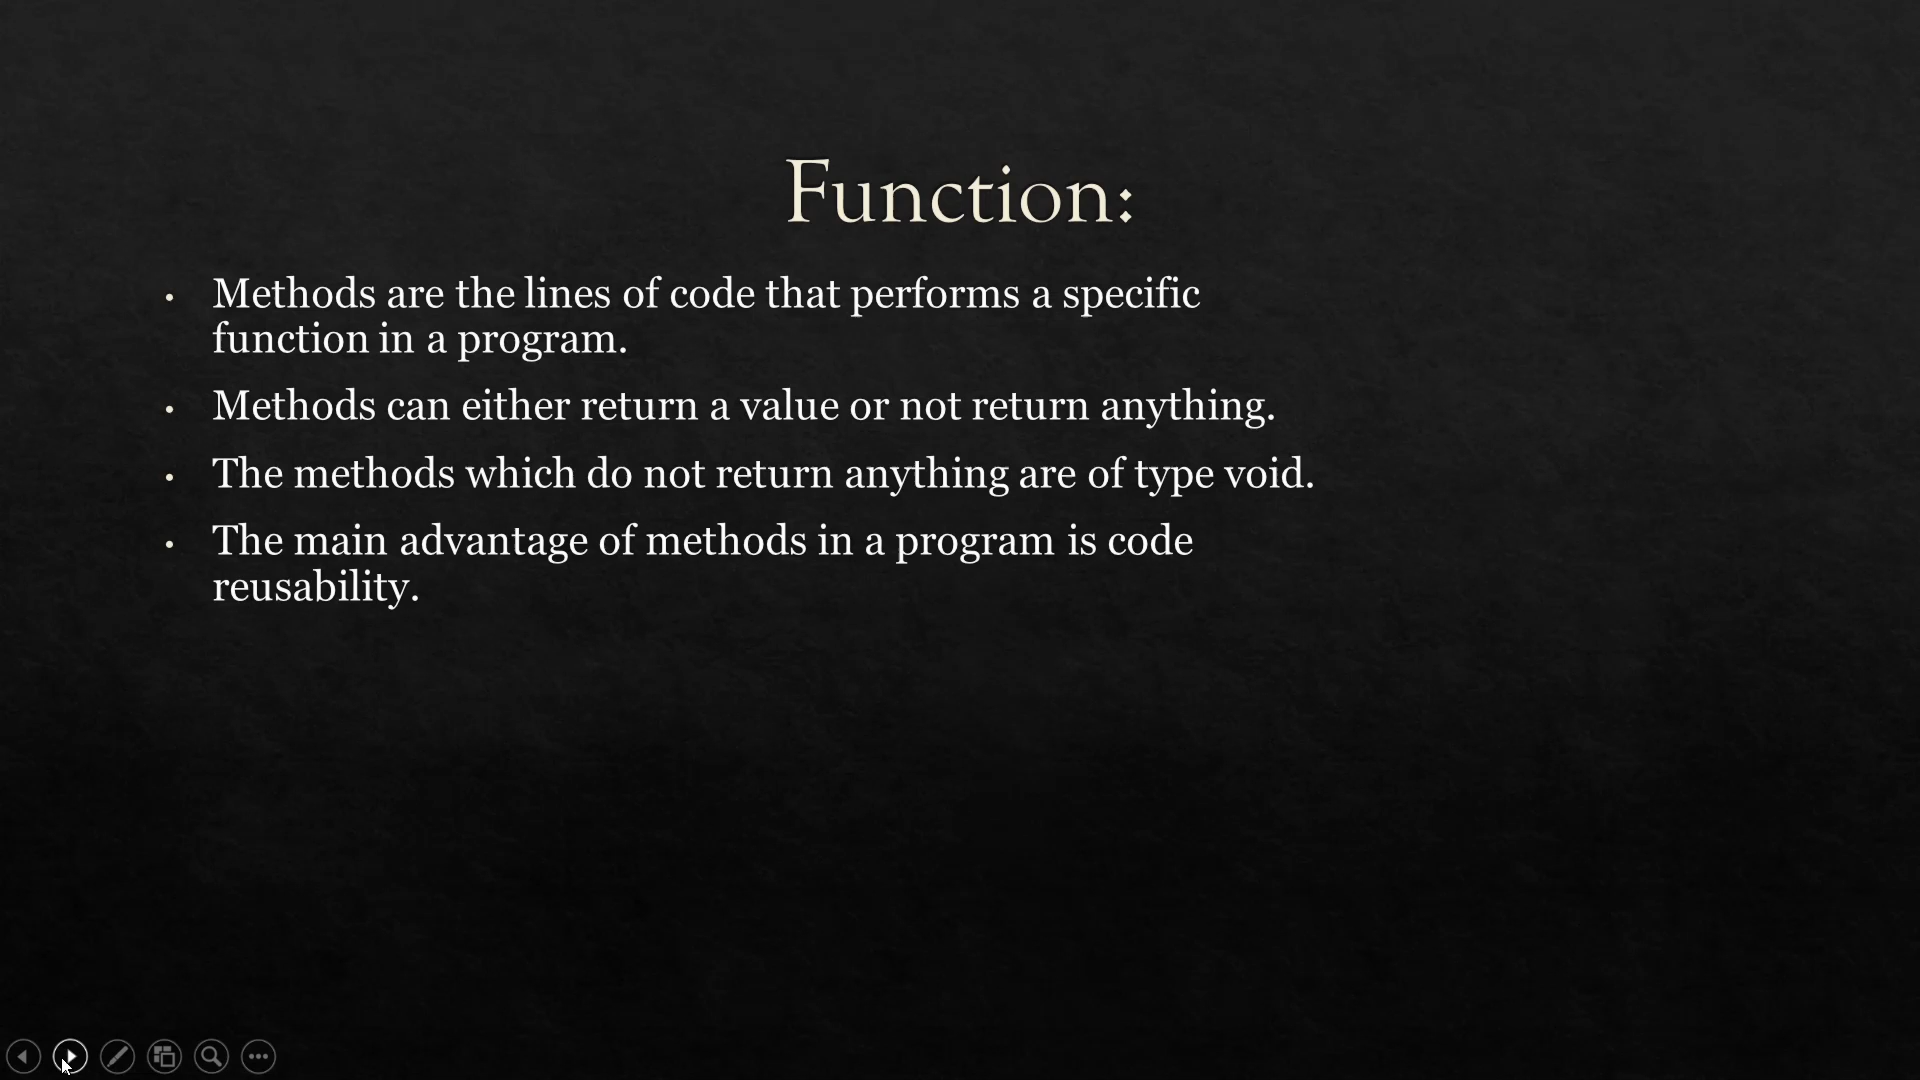 Function:
• Methods are the lines of code that performs a specific
function in a program.
• Methods can either return a value or not return anything.
• The methods which do not return anything are of type void.
• The main advantage of methods in a program is code
reusability.